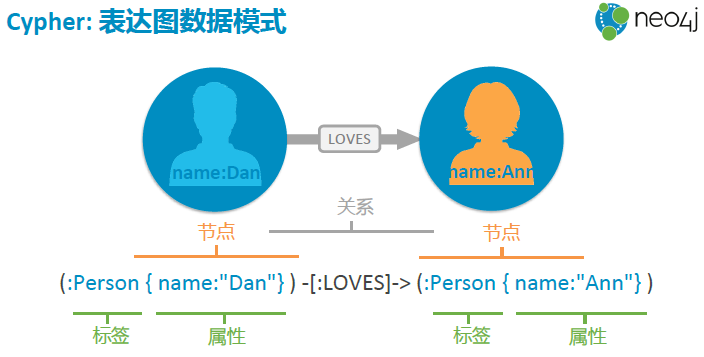 Cypher: 表达图数据模式
neo4j
LOVES
name:Dan
name:Ann
关系
节点
节点
(:Person { name:"Dan"} ) -[:LOVES]-> (:Person { name:"Ann"} )
标签
属性
标签
属性